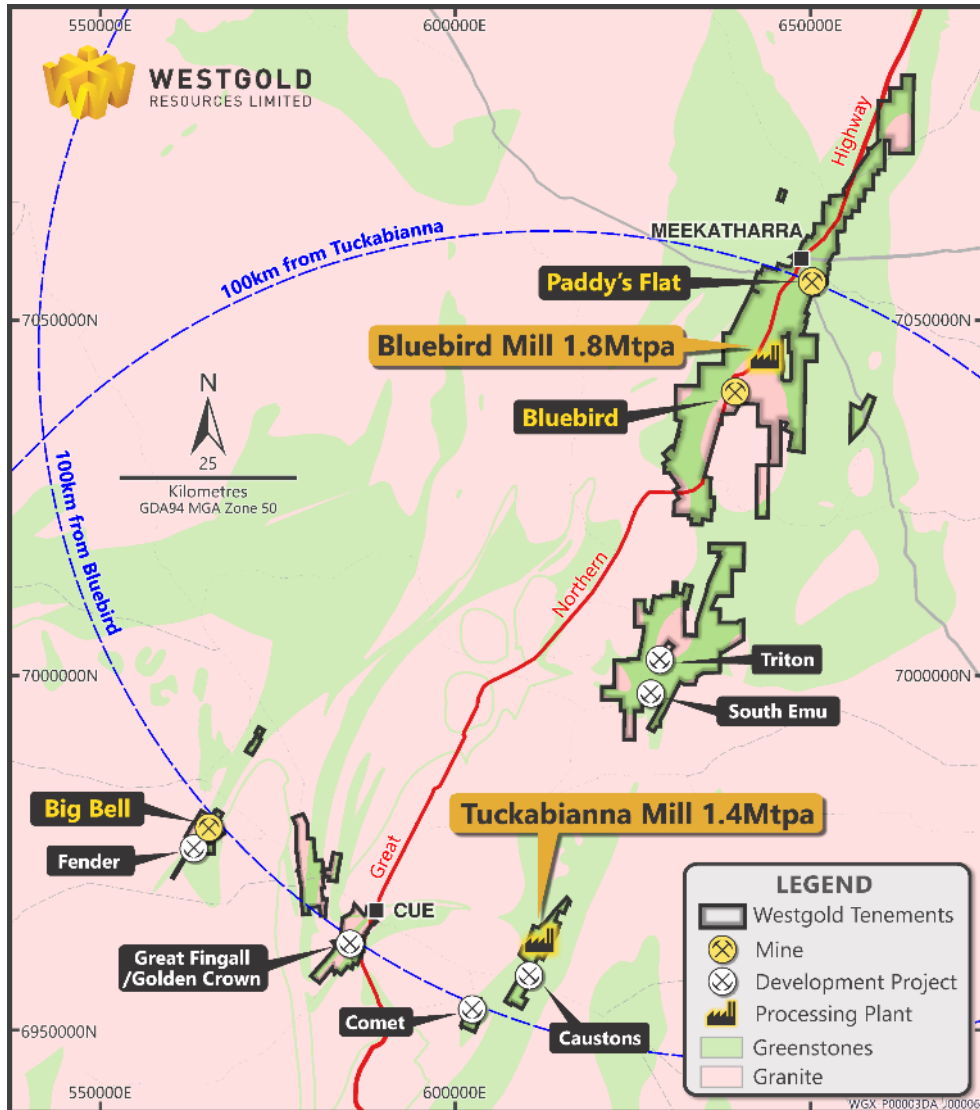 550000E
600000E
650000E
WESTGOLD
RESOURCES LIMITED
Highway
100km from Tuckabianna
MEEKATHARRA
Paddy's Flat
7050000N
7050000N
Bluebird Mill 1.8Mtpa
N
Bluebird
25
Kilometres
GDA94 MGA Zone 50
100km from Bluebird
Northern
Triton
7000000N
7000000N
South Emu
Big Bell
Tuckabianna Mill 1.4Mtpa
Fender
Great
CUE
Great Fingall
/Golden Crown
Comet
Caustons
6950000N
LEGEND
Westgold Tenements
Mine
Development Project
Processing Plant
Greenstones
Granite
550000E
600000E